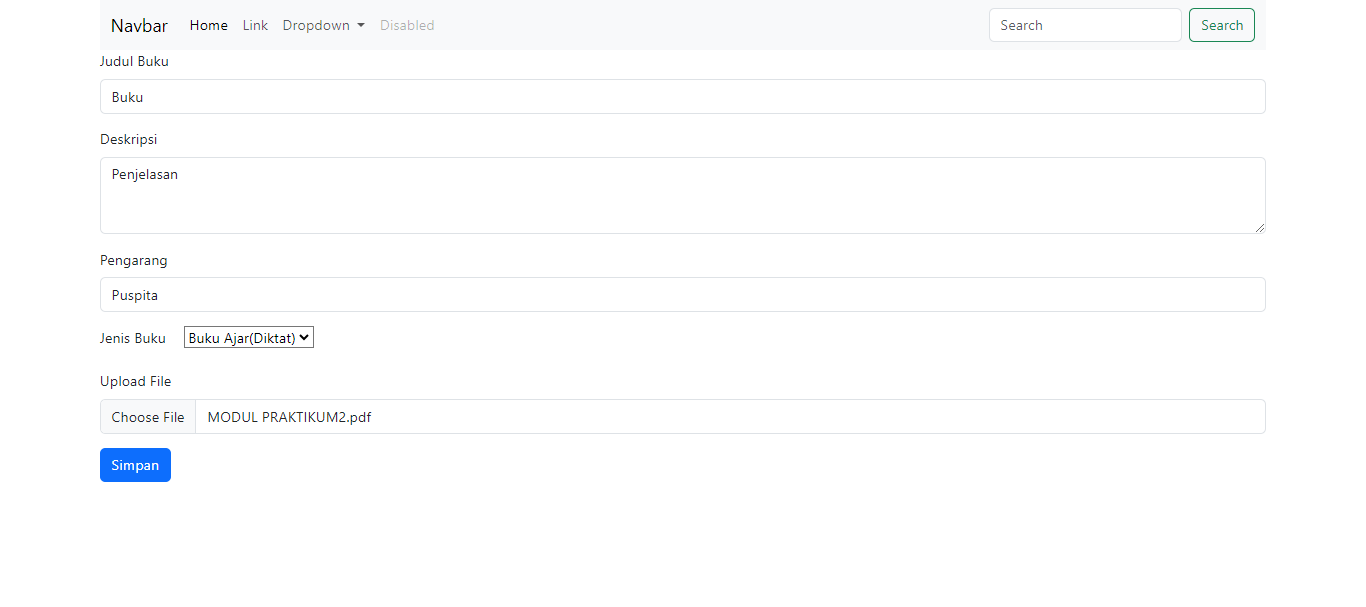 Navbar Home Link Dropdown Disabled Search Search
Judul Buku
Buku
Deskripsi
Penjelasan
Pengarang
Puspita
Jenis Buku Buku Ajar(Diktat)
Upload File
Choose File MODUL PRAKTIKUM2.pdf
Simpan